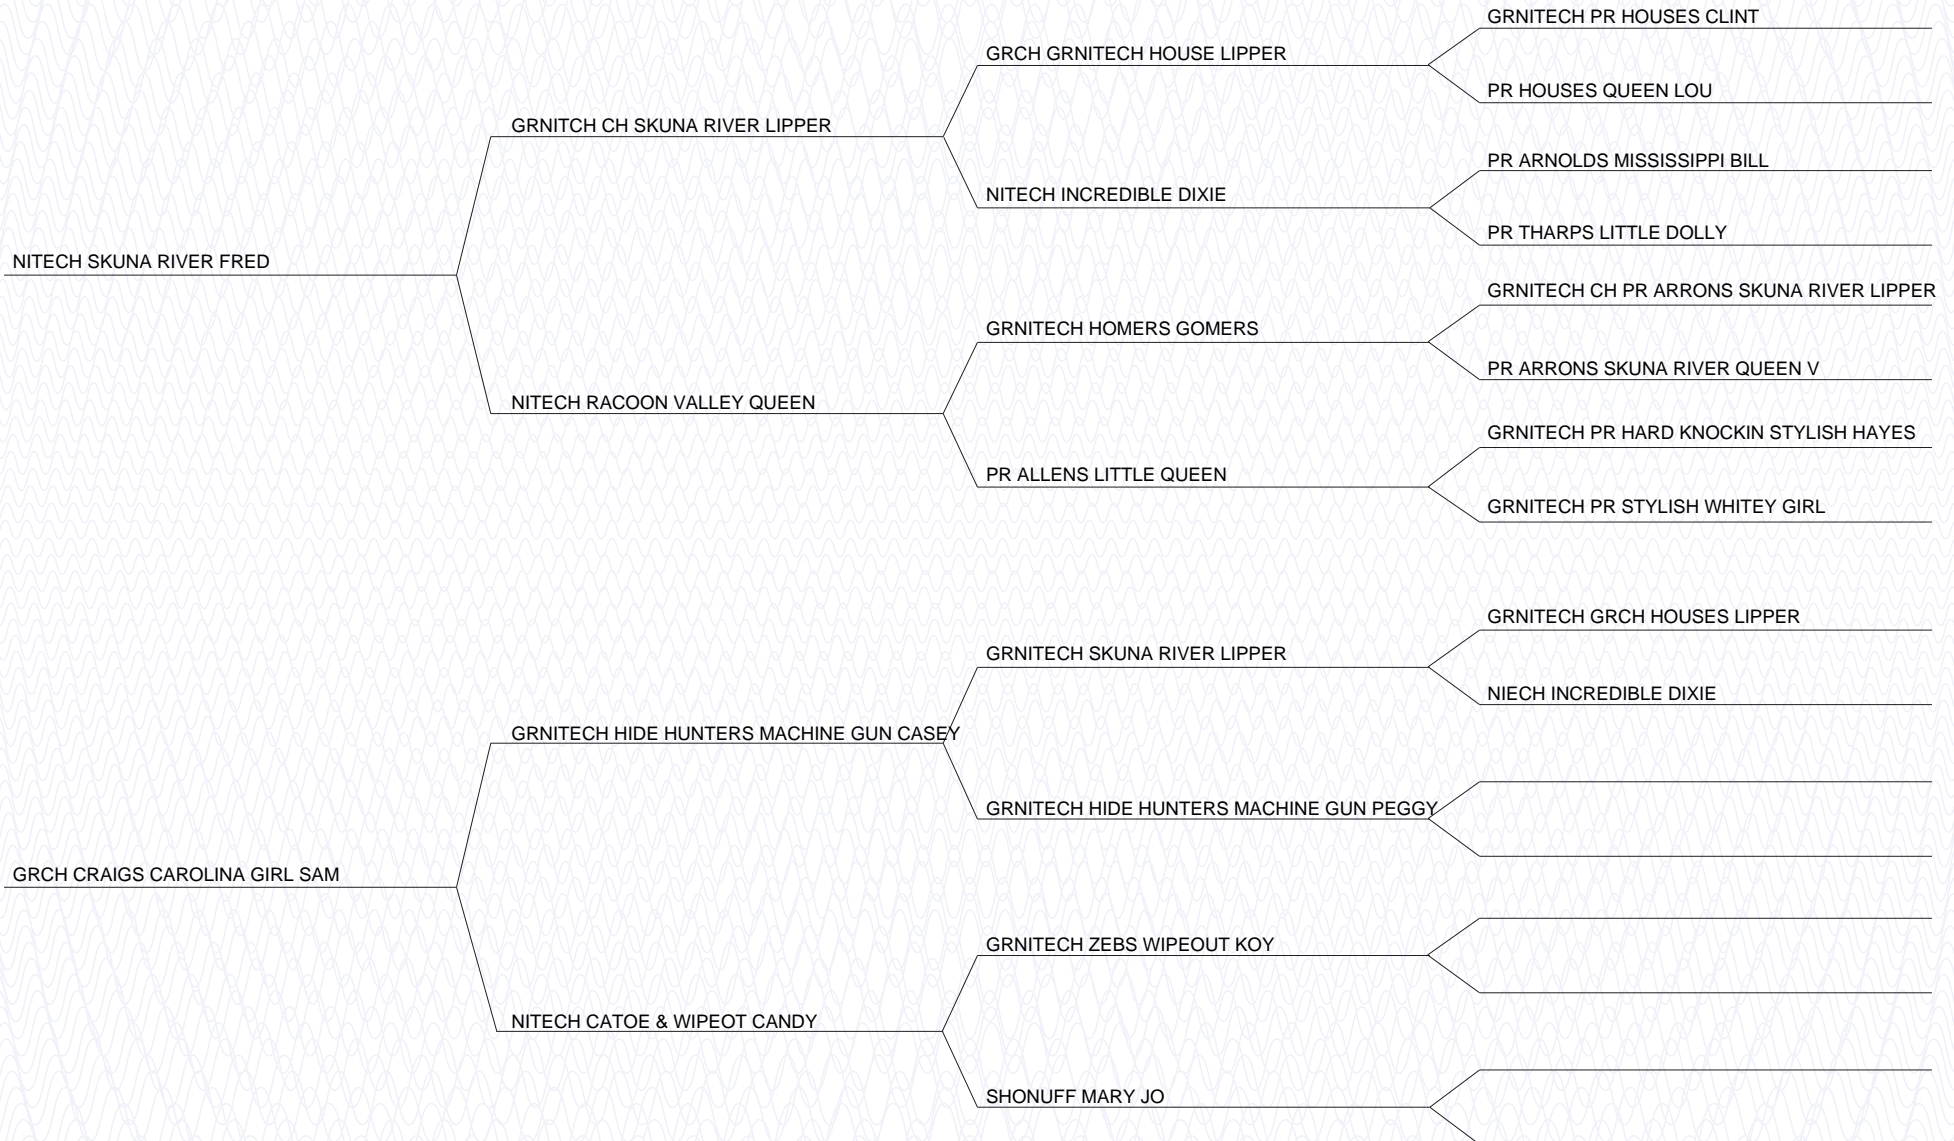 GRNITECH PR HOUSES CLINT
GRCH GRNITECH HOUSE LIPPER
PR HOUSES QUEEN LOU
GRNITCH CH SKUNA RIVER LIPPER
PR ARNOLDS MISSISSIPPI BILL
NITECH INCREDIBLE DIXIE
PR THARPS LITTLE DOLLY
NITECH SKUNA RIVER FRED
GRNITECH CH PR ARRONS SKUNA RIVER LIPPER
GRNITECH HOMERS GOMERS
PR ARRONS SKUNA RIVER QUEEN V
NITECH RACOON VALLEY QUEEN
GRNITECH PR HARD KNOCKIN STYLISH HAYES
PR ALLENS LITTLE QUEEN
GRNITECH PR STYLISH WHITEY GIRL
GRNITECH GRCH HOUSES LIPPER
GRNITECH SKUNA RIVER LIPPER
NIECH INCREDIBLE DIXIE
GRNITECH HIDE HUNTERS MACHINE GUN CASEY
GRNITECH HIDE HUNTERS MACHINE GUN PEGGY
GRCH CRAIGS CAROLINA GIRL SAM
GRNITECH ZEBS WIPEOUT KOY
NITECH CATOE & WIPEOT CANDY
SHONUFF MARY JO